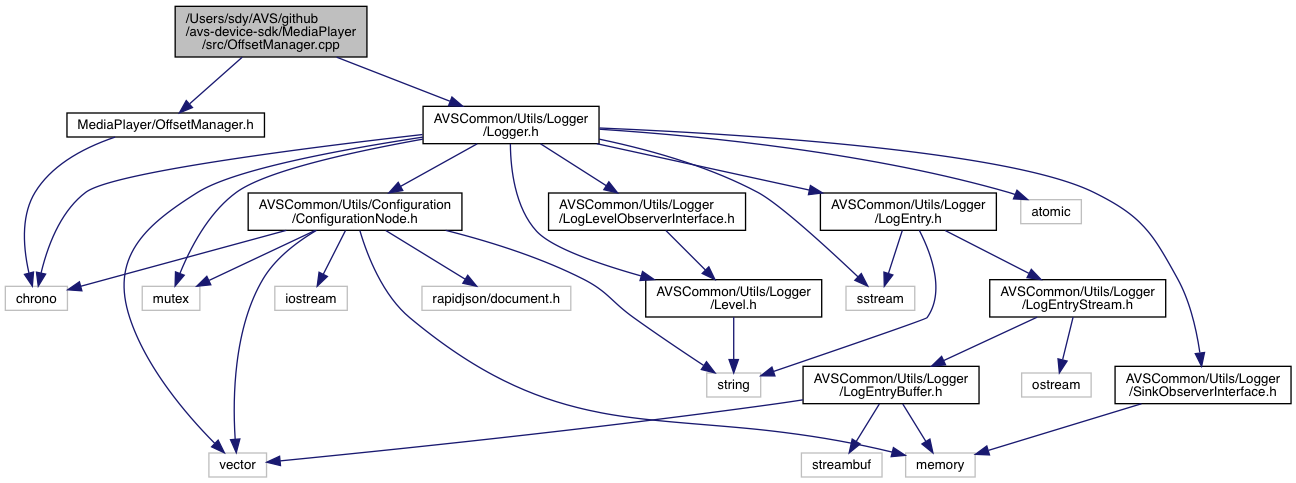 /Users/sdy/AVS/github
/avs-device-sdk/MediaPlayer
/src/OffsetManager.cpp
MediaPlayer/OffsetManager.h
AVSCommon/Utils/Logger
/Logger.h
AVSCommon/Utils/Configuration
/ConfigurationNode.h
AVSCommon/Utils/Logger
/LogLevelObserverInterface.h
AVSCommon/Utils/Logger
/LogEntry.h
atomic
chrono
mutex
iostream
rapidjson/document.h
AVSCommon/Utils/Logger
/Level.h
sstream
AVSCommon/Utils/Logger
/LogEntryStream.h
string
AVSCommon/Utils/Logger
/LogEntryBuffer.h
ostream
AVSCommon/Utils/Logger
/SinkObserverInterface.h
vector
streambuf
memory